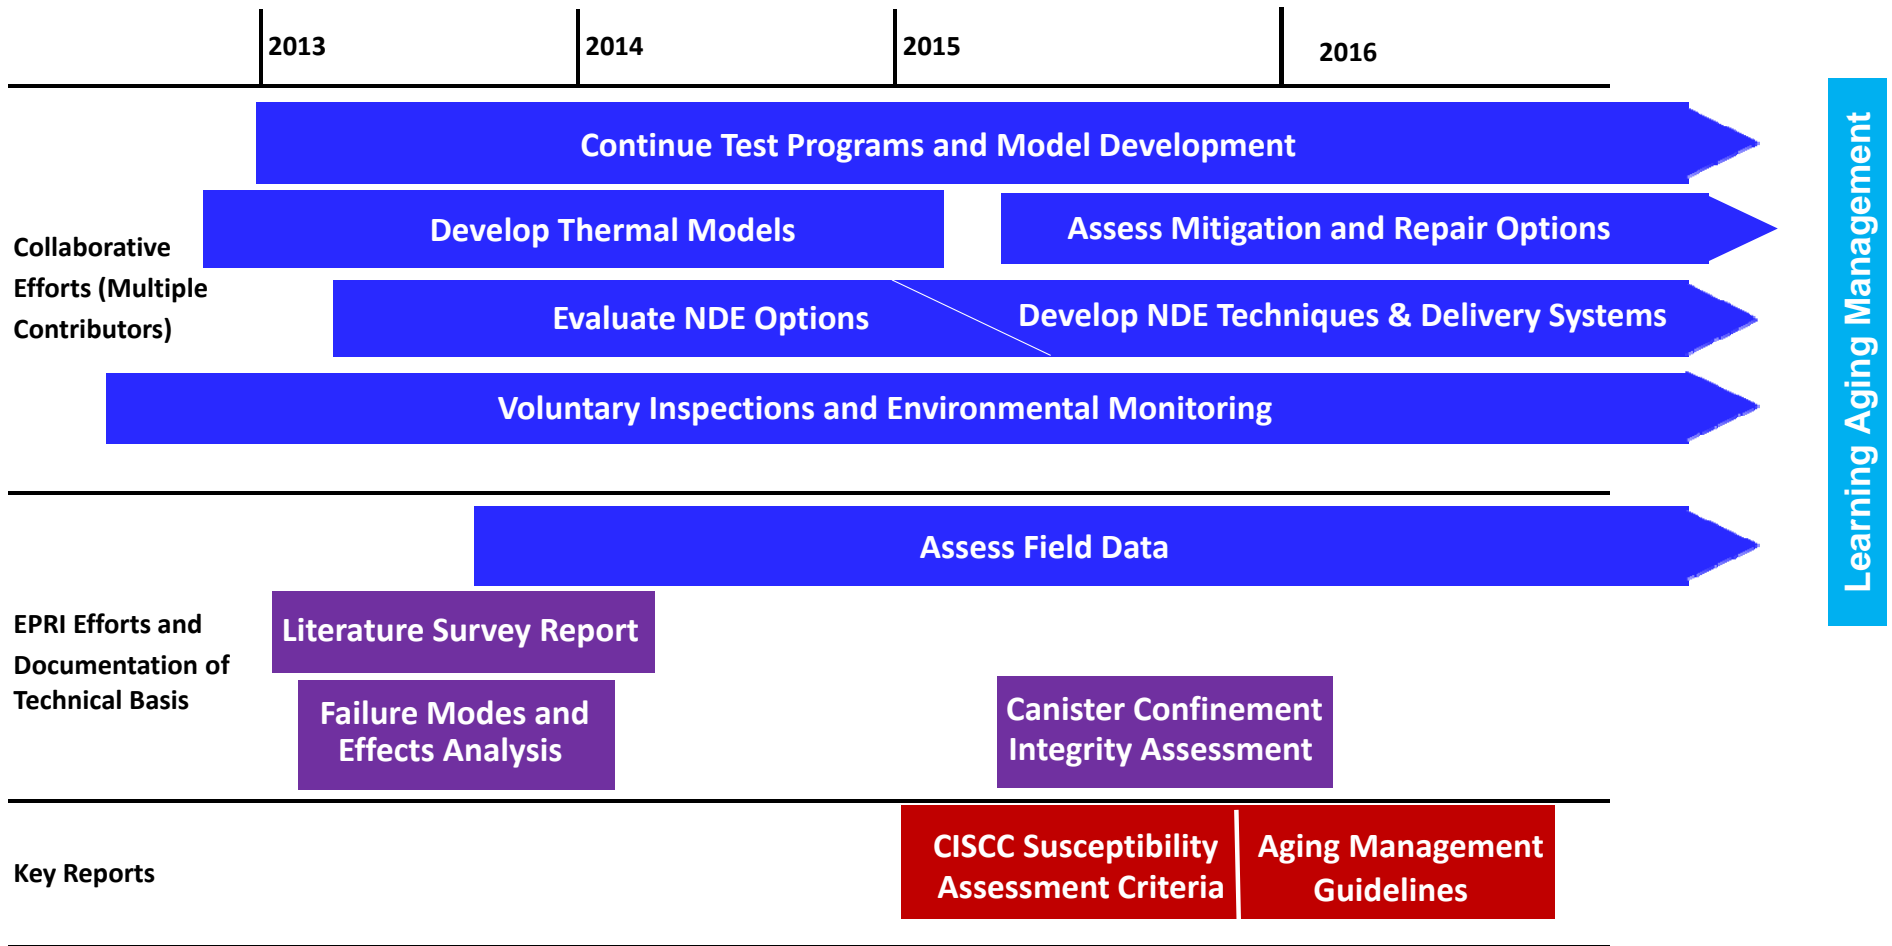 2013
2014
2015
2016
Continue Test Programs and Model Development
Develop Thermal Models
Assess Mitigation and Repair Options
Collaborative
Efforts (Multiple
Contributors)
Evaluate NDE Options
Develop NDE Techniques & Delivery Systems
Voluntary Inspections and Environmental Monitoring
Learning Aging Management
Assess Field Data
EPRI Efforts and
Documentation of
Technical Basis
Literature Survey Report
Failure Modes and
Effects Analysis
Canister Confinement
Integrity Assessment
Key Reports
CISCC Susceptibility
Assessment Criteria
Aging Management
Guidelines